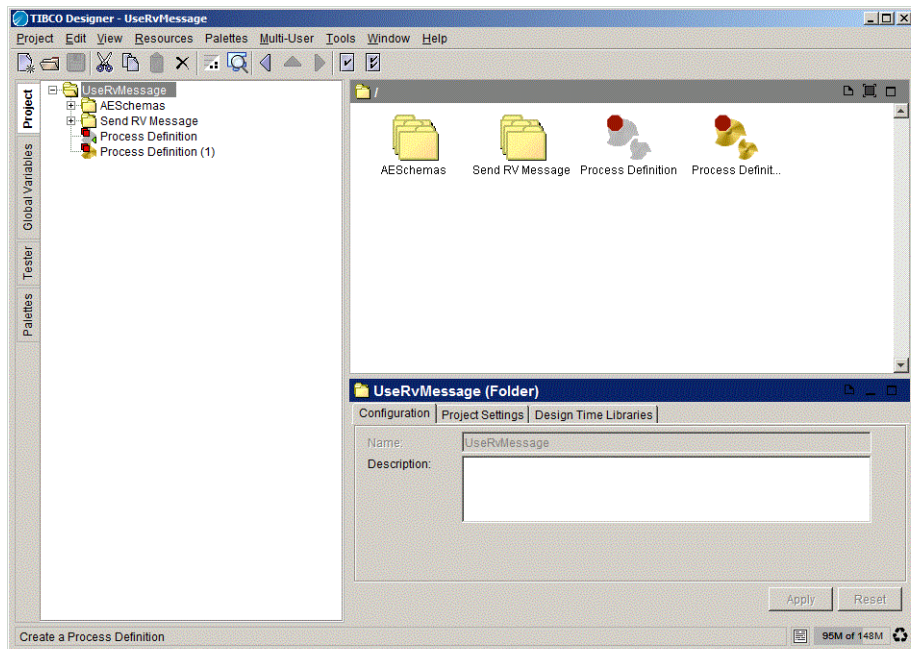 TIBCO Designer - UseRvMessage
Project Edit View Resources Palettes Multi-User Tools Window Help
Project
Global Variables
Tester
Palettes
UseRvMessage
AESchemas
Send RV Message
Process Definition
Process Definition (1)
/
AESchemas
Send RV Message
Process Definition
Process Definit...
UseRvMessage (Folder)
Configuration
Project Settings
Design Time Libraries
Name:
UseRvMessage
Description:
Apply
Reset
Create a Process Definition
95M of 148M